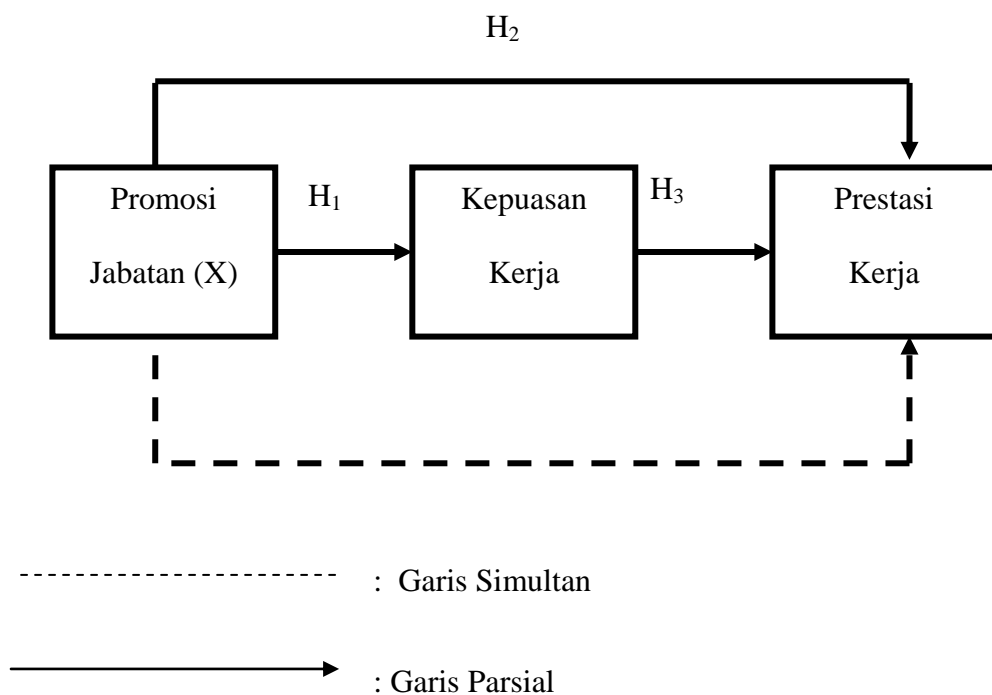 H₂
Promosi
Jabatan (X)
H₁
Kepuasan
Kerja
H₃
Prestasi
Kerja
: Garis Simultan
: Garis Parsial